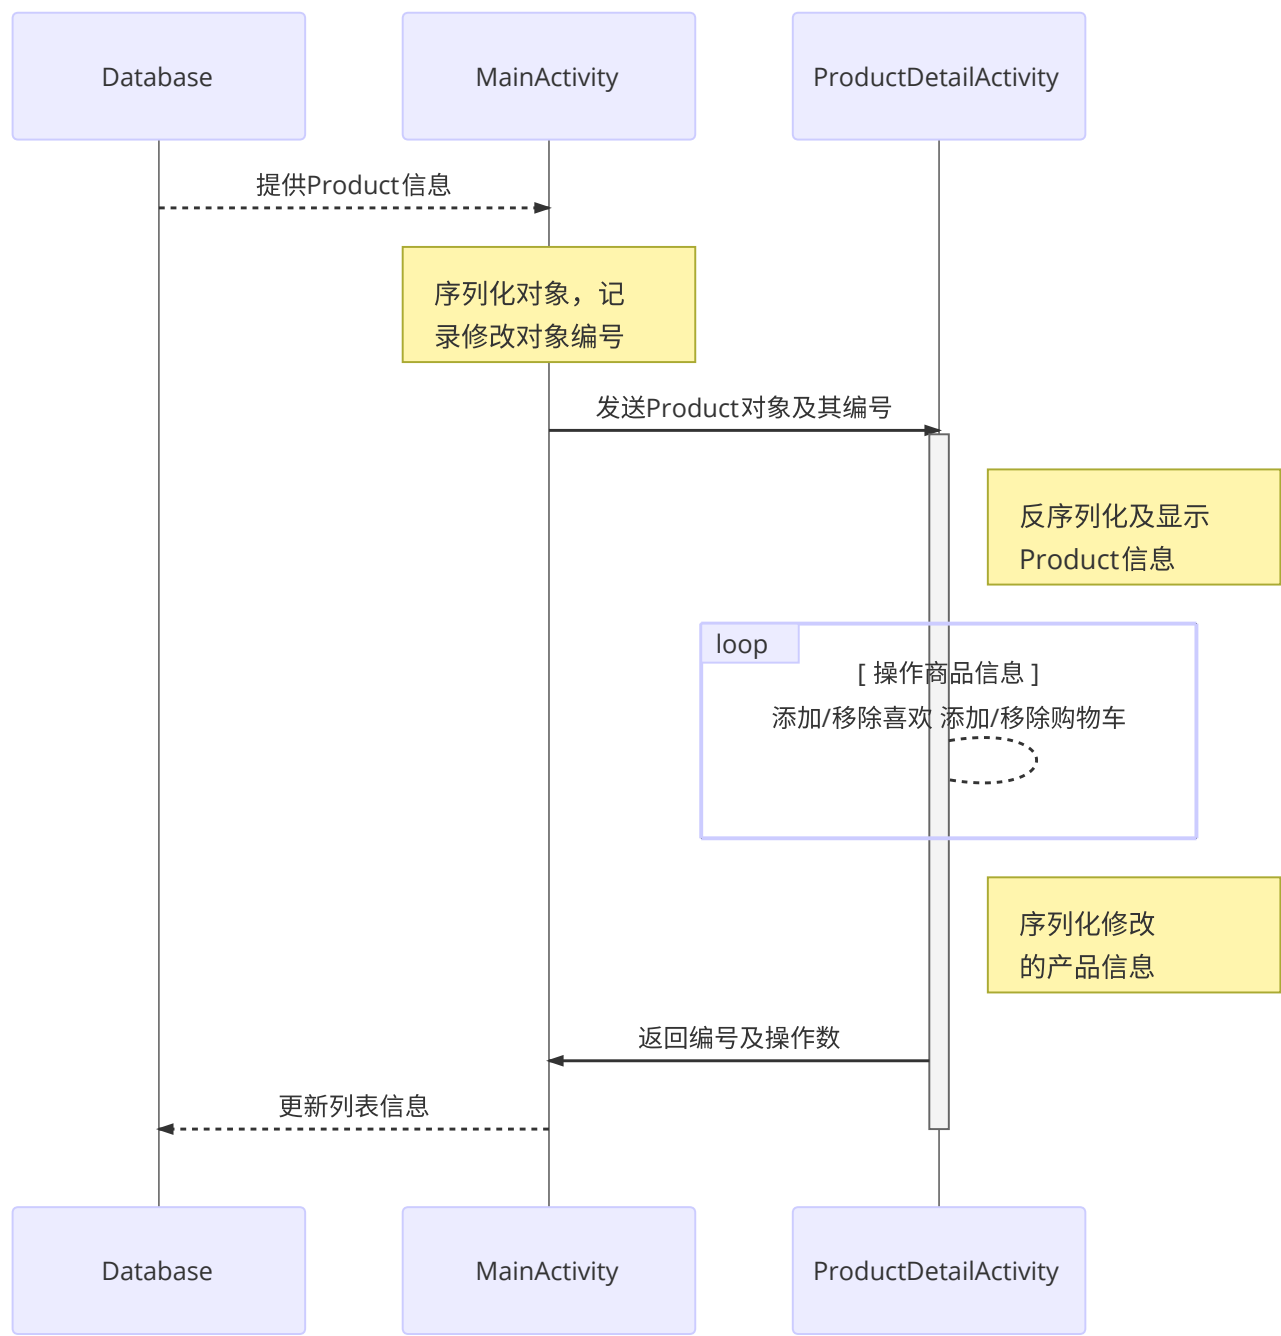 Database
MainActivity
ProductDetailActivity
提供Product信息
序列化对象，记
录修改对象编号
发送Product对象及其编号
反序列化及显示
Product信息
loop
[ 操作商品信息 ]
添加/移除喜欢 添加/移除购物车
序列化修改
的产品信息
返回编号及操作数
更新列表信息
Database
MainActivity
ProductDetailActivity